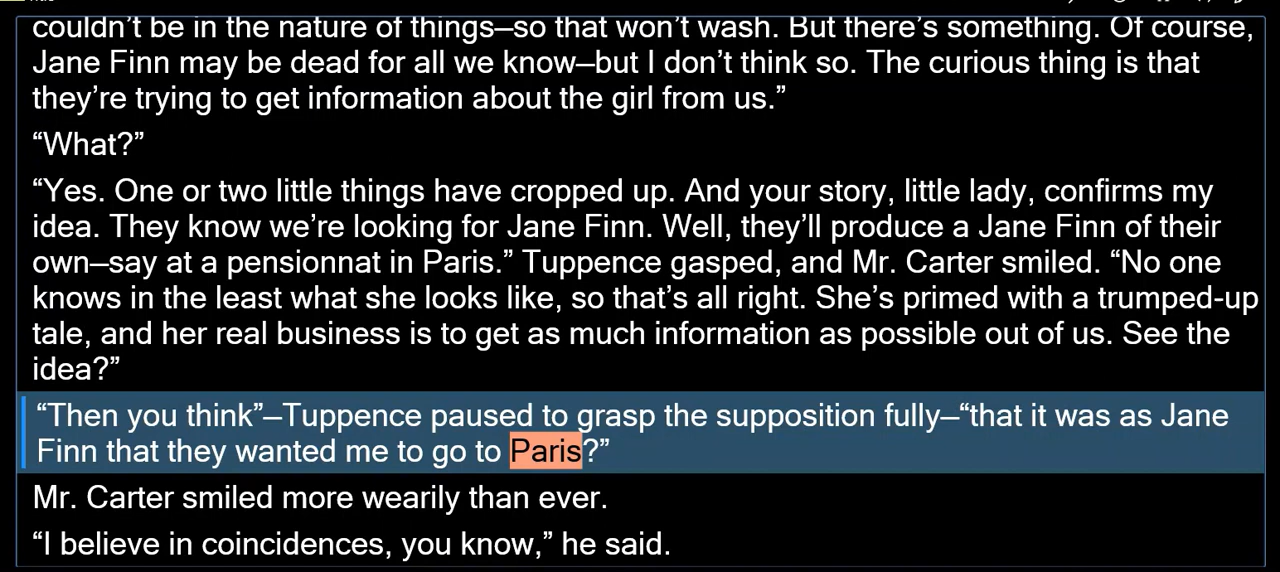 couldn’t be in the nature of things—so that won’t wash. But there’s something. Of course,
Jane Finn may be dead for all we know—but I don’t think so. The curious thing is that
they’re trying to get information about the girl from us.”
“What?”
“Yes. One or two little things have cropped up. And your story, little lady, confirms my
idea. They know we’re looking for Jane Finn. Well, they’ll produce a Jane Finn of their
own—say at a pensionnat in Paris.” Tuppence gasped, and Mr. Carter smiled. “No one
knows in the least what she looks like, so that’s all right. She’s primed with a trumped-up
tale, and her real business is to get as much information as possible out of us. See the
idea?”
“Then you think”—Tuppence paused to grasp the supposition fully—“that it was as Jane
Finn that they wanted me to go to Paris?”
Mr. Carter smiled more wearily than ever.
“I believe in coincidences, you know,” he said.